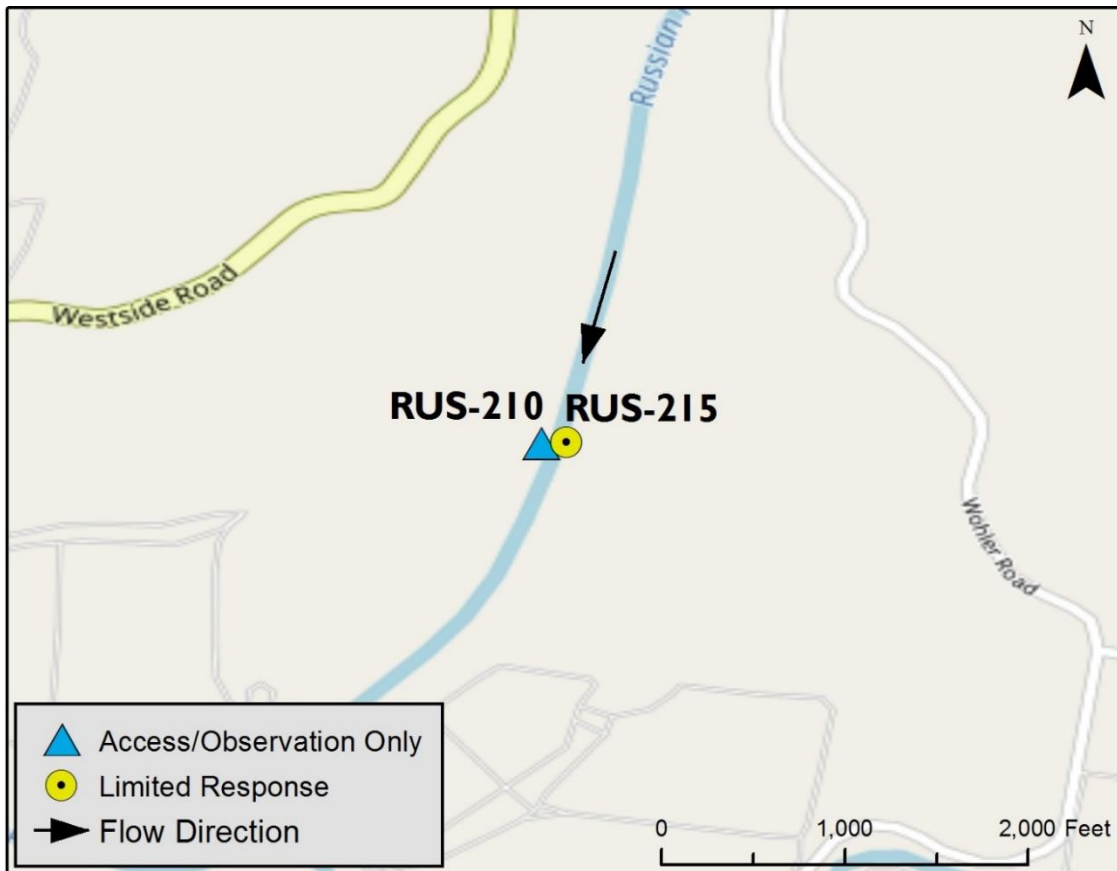 N
Russian
Westside Road
RUS-210
RUS-215
Wohler Road
Access/Observation Only
Limited Response
Flow Direction
0
1,000
2,000 Feet